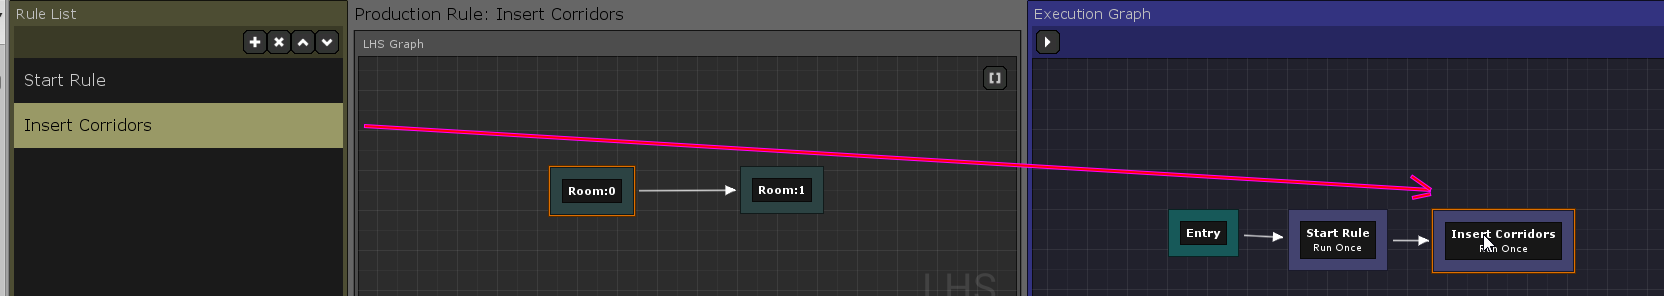 Rule List
Start Rule
Insert Corridors
Production Rule: Insert Corridors
LHS Graph
Room:0
Room:1
LHS
Execution Graph
Entry
Start Rule
Run Once
Insert Corridors
Run Once